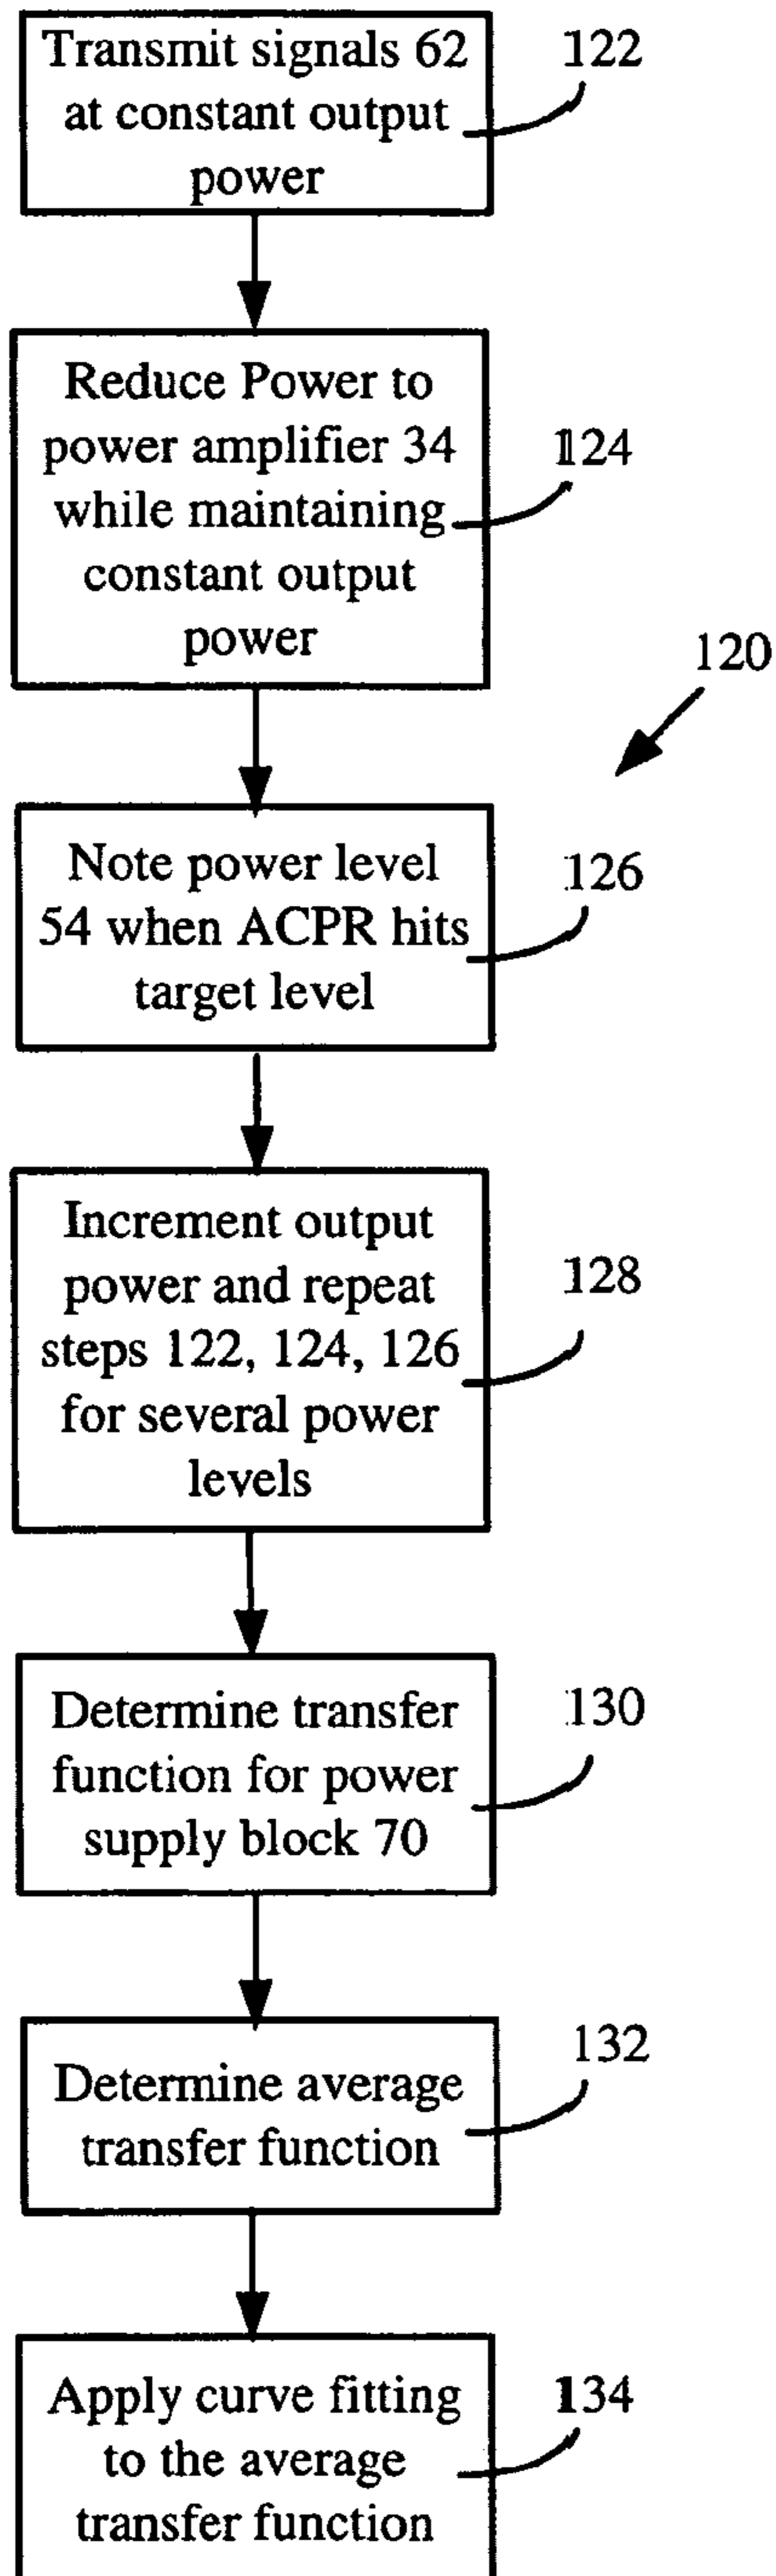 Transmit signals 62
at constant output
power
122
Reduce Power to
power amplifier 34
while maintaining
constant output
power
124
120
Note power level
54 when ACPR hits
target level
126
Increment output
power and repeat
steps 122, 124, 126
for several power
levels
128
Determine transfer
function for power
supply block 70
130
Determine average
transfer function
132
Apply curve fitting
to the average
transfer function
134